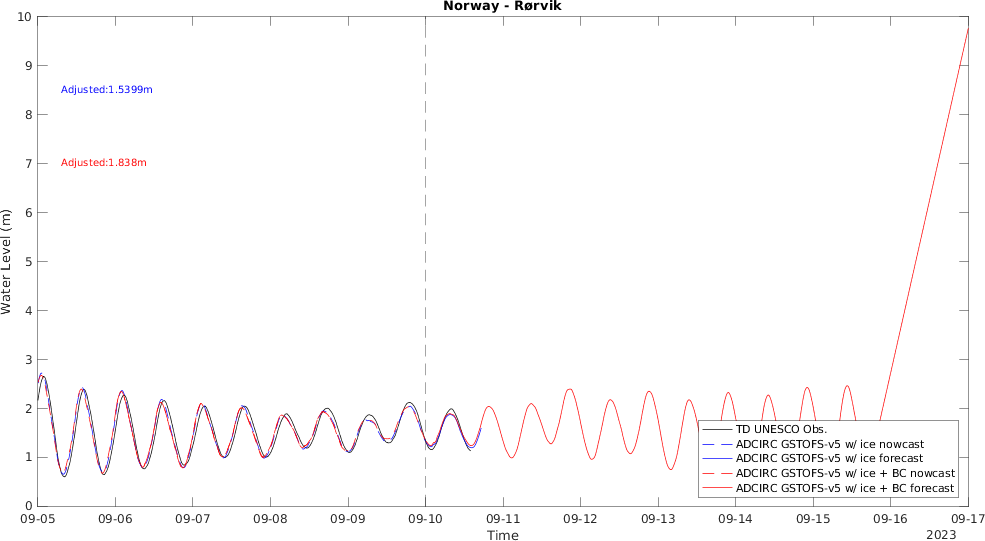 Norway - Rørvik
10
9
8
7
6
5
4
3
2
1
0
Water Level (m)
Adjusted:1.5399m
Adjusted:1.838m
TD UNESCO Obs.
ADCIRC GSTOFS-v5 w/ ice nowcast
ADCIRC GSTOFS-v5 w/ ice forecast
ADCIRC GSTOFS-v5 w/ ice + BC nowcast
ADCIRC GSTOFS-v5 w/ ice + BC forecast
09-05 09-06 09-07 09-08 09-09 09-10 09-11 09-12 09-13 09-14 09-15 09-16 09-17
Time
2023